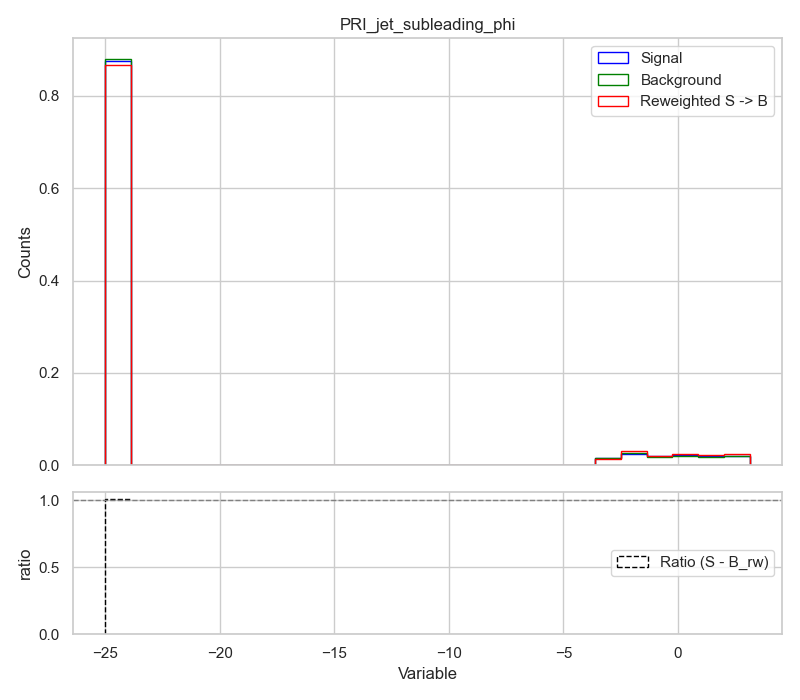 PRI_jet_subleading_phi
Signal
Background
Reweighted S -> B
Counts
0.8
0.6
0.4
0.2
0.0
ratio
1.0
0.5
0.0
Ratio (S - B_rw)
−25
−20
−15
−10
−5
0
Variable